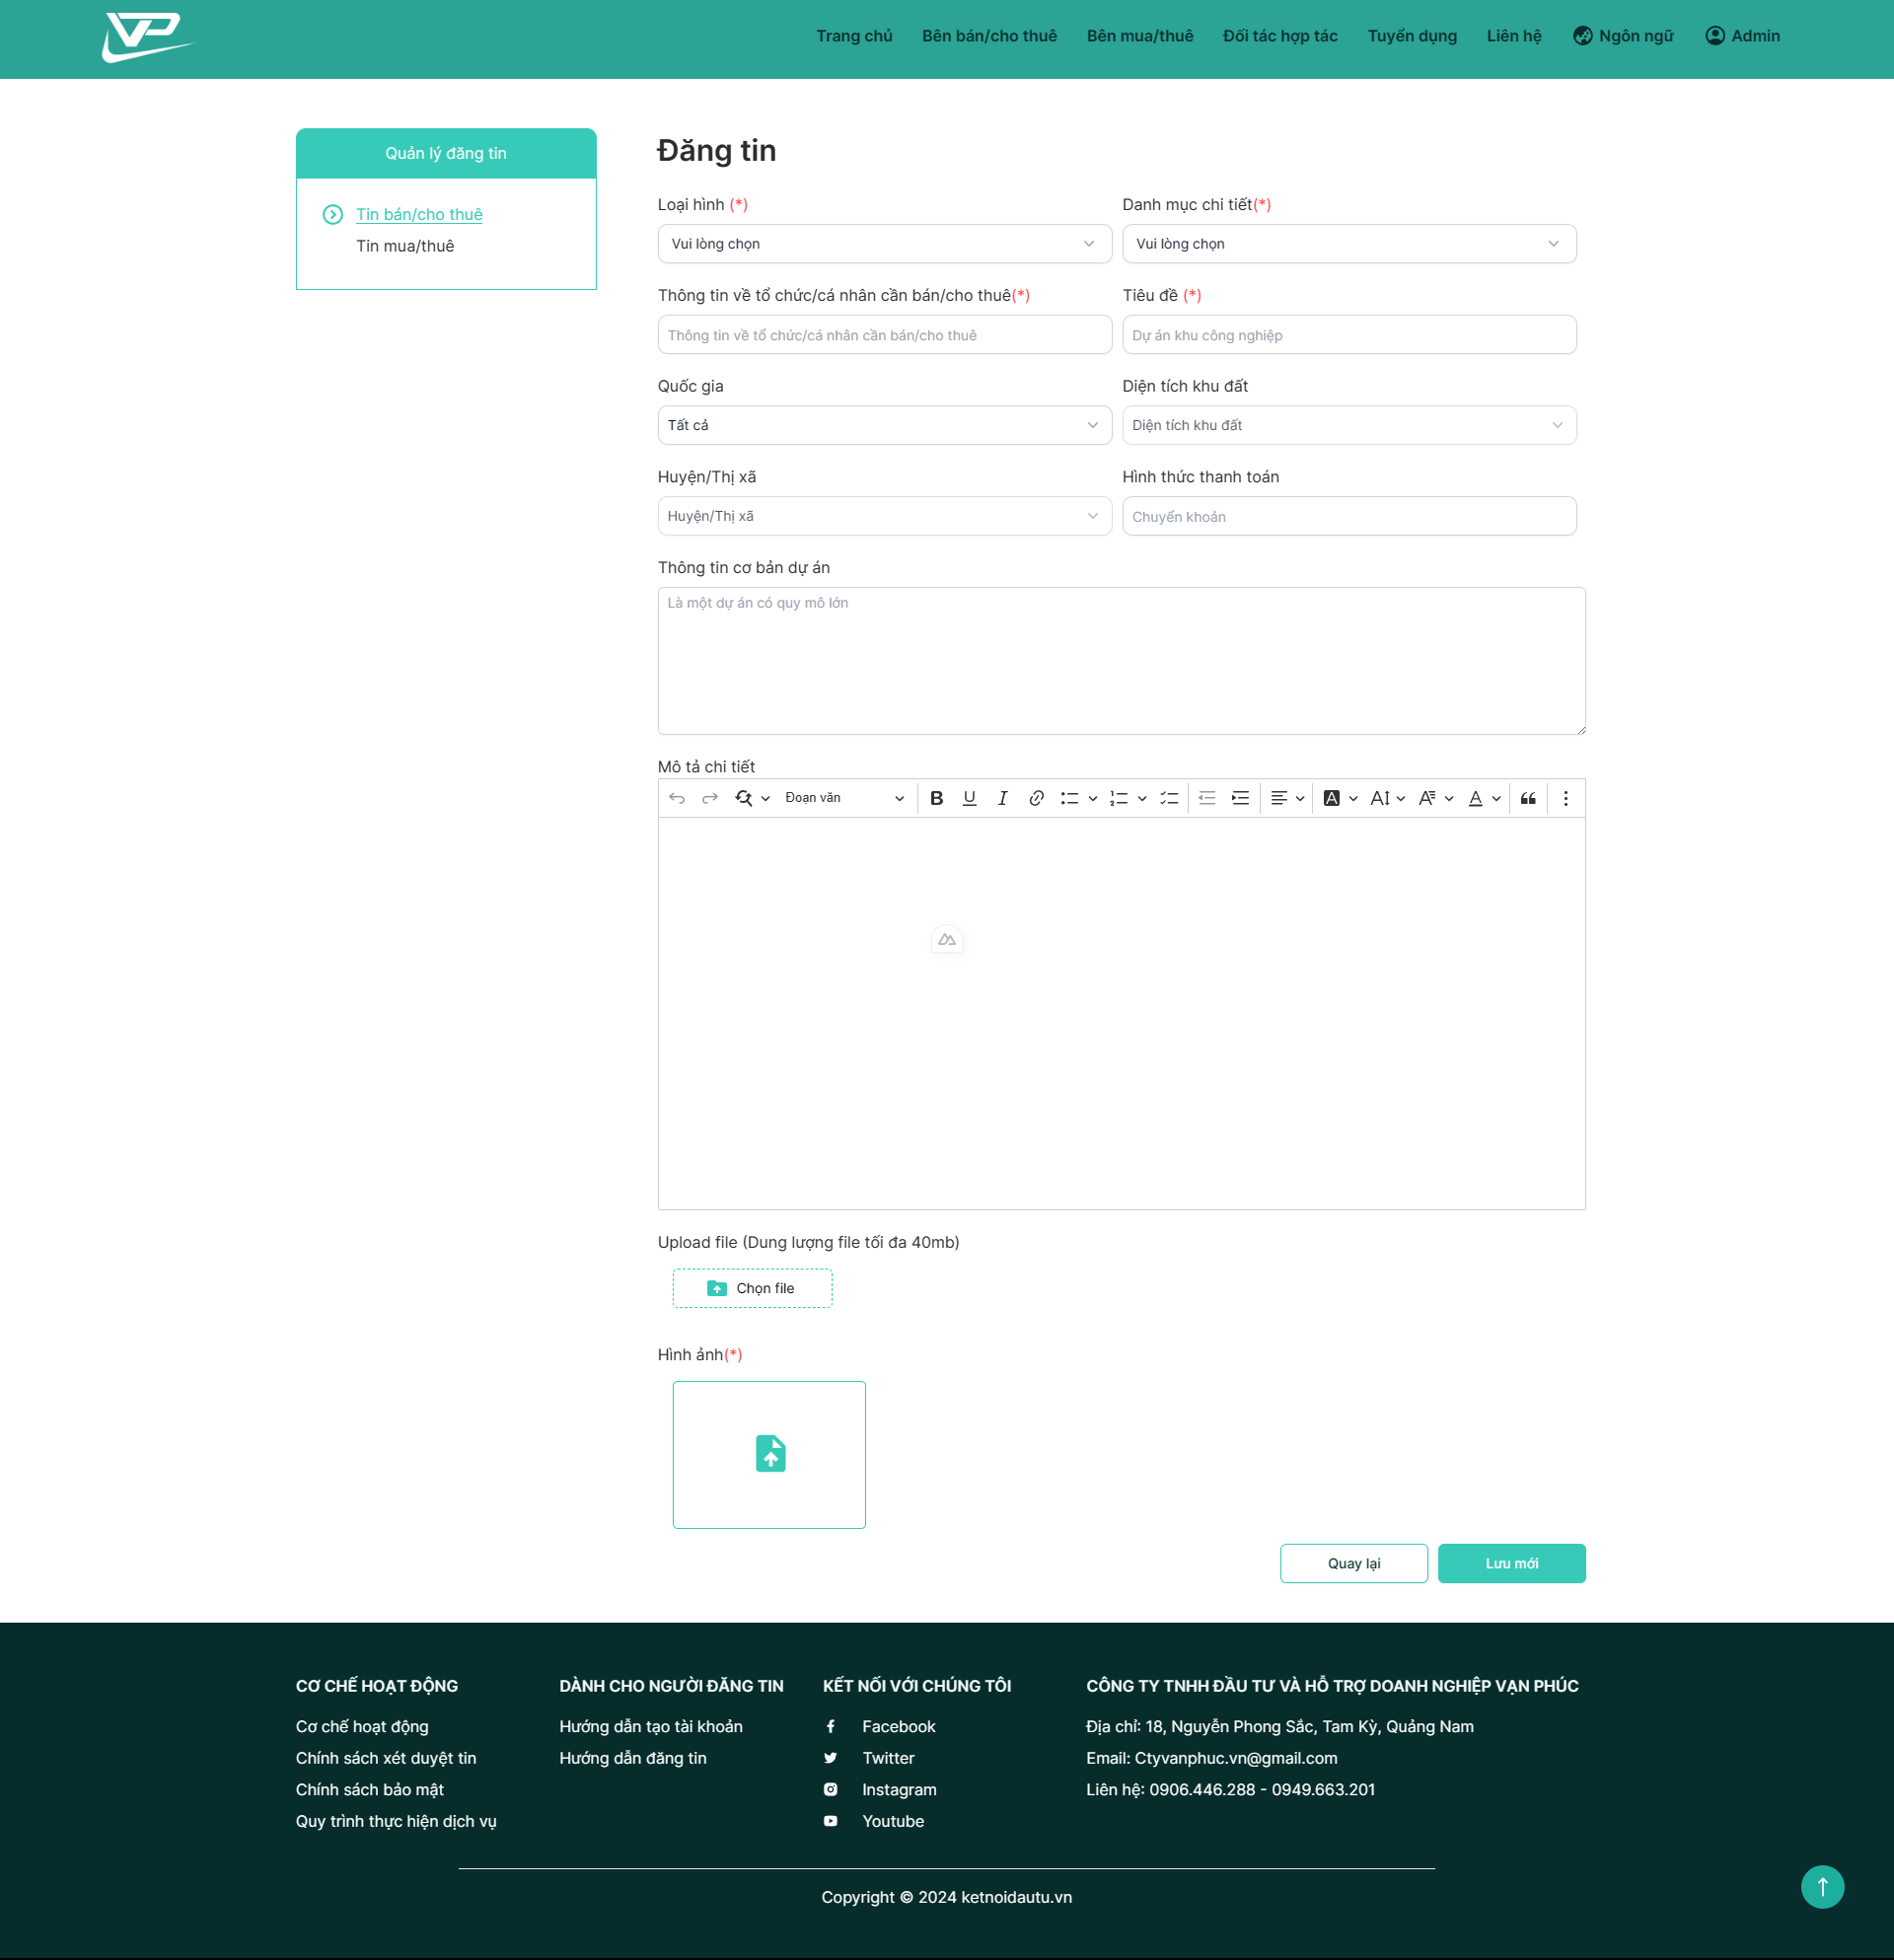 VP
Trang chủ Bên bán/cho thuê Bên mua/thuê Đối tác hợp tác Tuyển dụng Liên hệ Ngôn ngữ Admin
Quản lý đăng tin
Tin bán/cho thuê
Tin mua/thuê
Đăng tin
Loại hình (*) Danh mục chi tiết(*)
Vui lòng chọn Vui lòng chọn
Thông tin về tổ chức/cá nhân cần bán/cho thuê(*) Tiêu đề (*)
Thông tin về tổ chức/cá nhân cần bán/cho thuê Dự án khu công nghiệp
Quốc gia Diện tích khu đất
Tất cả Diện tích khu đất
Huyện/Thị xã Hình thức thanh toán
Huyện/Thị xã Chuyển khoản
Thông tin cơ bản dự án
Là một dự án có quy mô lớn
Mô tả chi tiết
Đoạn văn
Upload file (Dung lượng file tối đa 40mb)
Chọn file
Hình ảnh(*)
Quay lại Lưu mới
CƠ CHẾ HOẠT ĐỘNG DÀNH CHO NGƯỜI ĐĂNG TIN KẾT NỐI VỚI CHÚNG TÔI CÔNG TY TNHH ĐẦU TƯ VÀ HỖ TRỢ DOANH NGHIỆP VẠN PHÚC
Cơ chế hoạt động Hướng dẫn tạo tài khoản Facebook Địa chỉ: 18, Nguyễn Phong Sắc, Tam Kỳ, Quảng Nam
Chính sách xét duyệt tin Hướng dẫn đăng tin Twitter Email: Ctyvanphuc.vn@gmail.com
Chính sách bảo mật Instagram Liên hệ: 0906.446.288 - 0949.663.201
Quy trình thực hiện dịch vụ Youtube
Copyright © 2024 ketnoidautu.vn